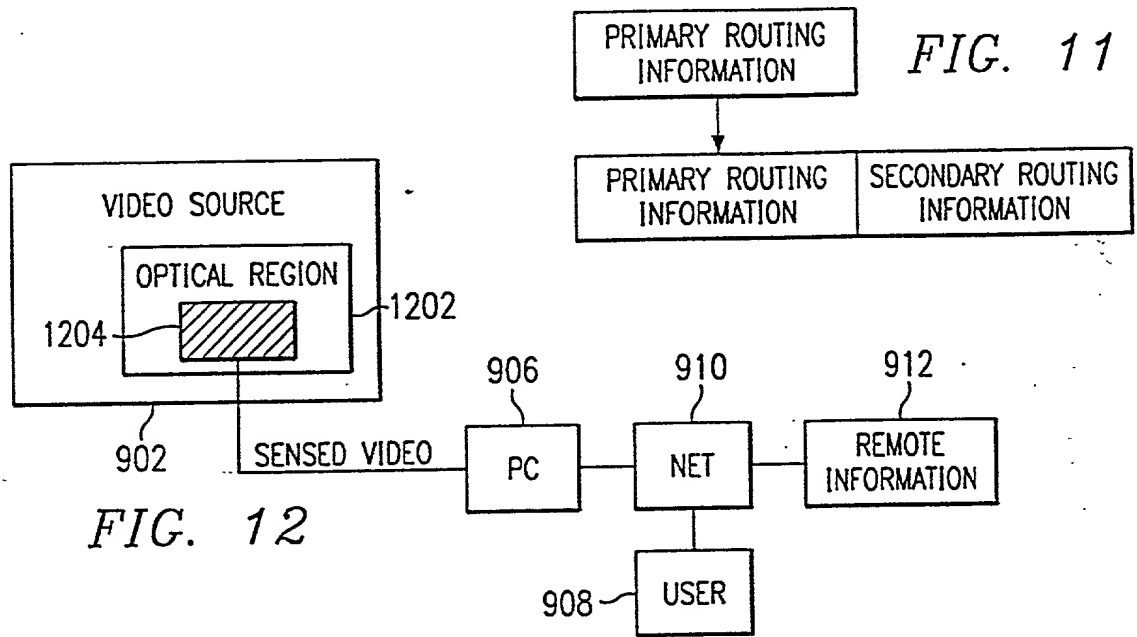 PRIMARY ROUTING
INFORMATION
FIG. 11
PRIMARY ROUTING
INFORMATION
SECONDARY ROUTING
INFORMATION
VIDEO SOURCE
OPTICAL REGION
1204
1202
902
SENSED VIDEO
906
PC
910
NET
912
REMOTE
INFORMATION
908
USER
FIG. 12